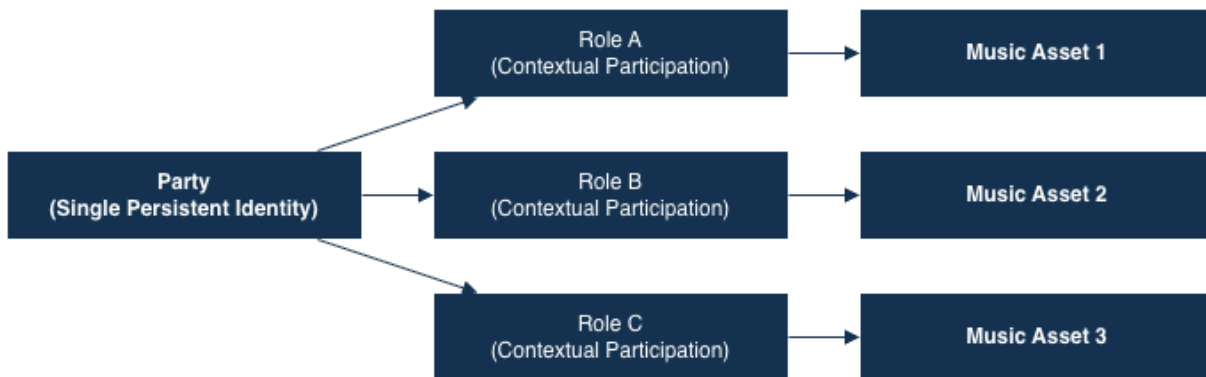 Role A
(Contextual Participation)
Music Asset 1
Party
(Single Persistent Identity)
Role B
(Contextual Participation)
Music Asset 2
Role C
(Contextual Participation)
Music Asset 3